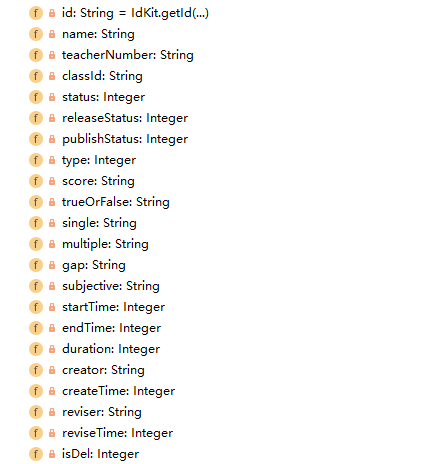 f id: String = IdKit.getId(...)
f name: String
f teacherNumber: String
f classId: String
f status: Integer
f releaseStatus: Integer
f publishStatus: Integer
f type: Integer
f score: String
f trueOrFalse: String
f single: String
f multiple: String
f gap: String
f subjective: String
f startTime: Integer
f endTime: Integer
f duration: Integer
f creator: String
f createTime: Integer
f reviser: String
f reviseTime: Integer
f isDel: Integer